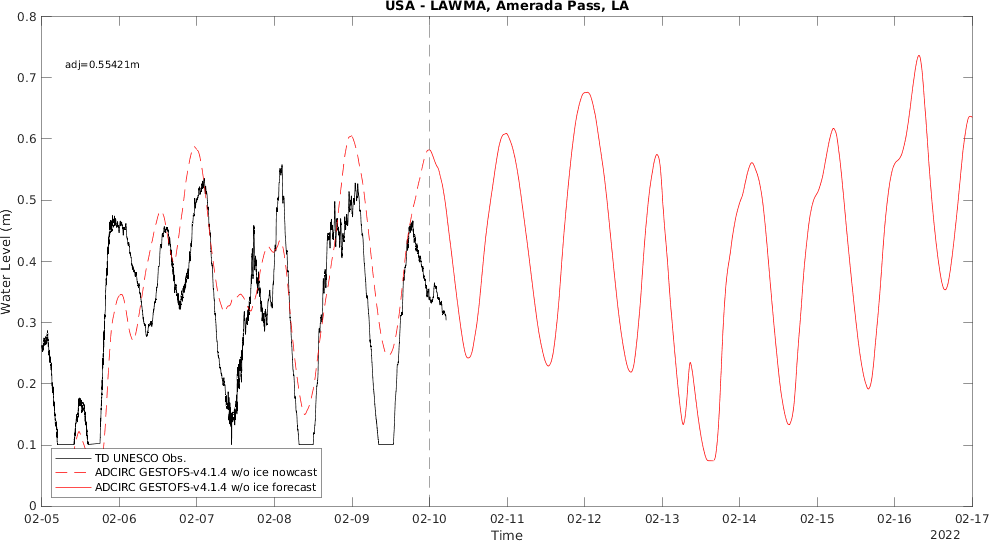 USA - LAWMA, Amerada Pass, LA
0.8
0.7
0.6
0.5
0.4
0.3
0.2
0.1
0
Water Level (m)
adj=0.55421m
TD UNESCO Obs.
ADCIRC GESTOFS-v4.1.4 w/o ice nowcast
ADCIRC GESTOFS-v4.1.4 w/o ice forecast
02-05 02-06 02-07 02-08 02-09 02-10 02-11 02-12 02-13 02-14 02-15 02-16 02-17
Time
2022